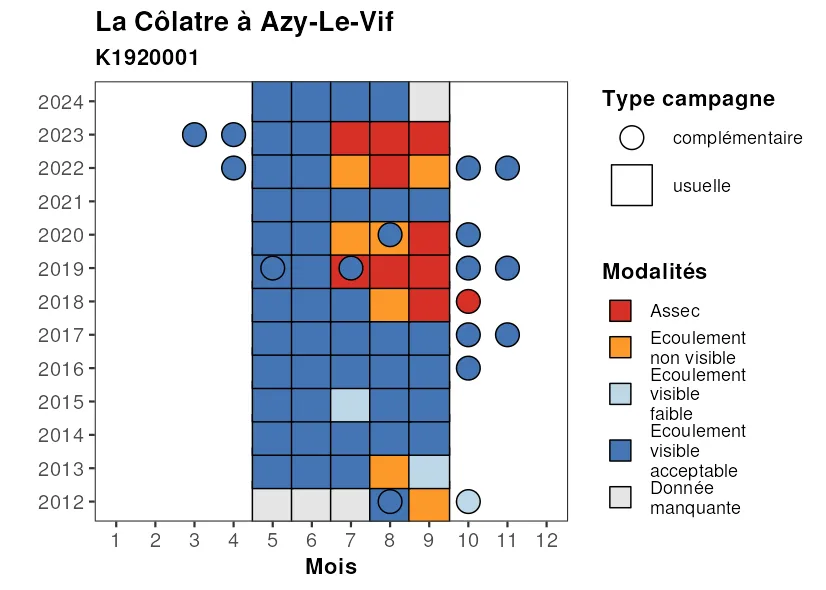 La Côlatre à Azy-Le-Vif
K1920001
2024
2023
2022
2021
2020
2019
2018
2017
2016
2015
2014
2013
2012
1 2 3 4 5 6 7 8 9 10 11 12
Mois
Type campagne
complémentaire
usuelle
Modalités
Assec
Ecoulement
non visible
Ecoulement
visible
faible
Ecoulement
visible
acceptable
Donnée
manquante